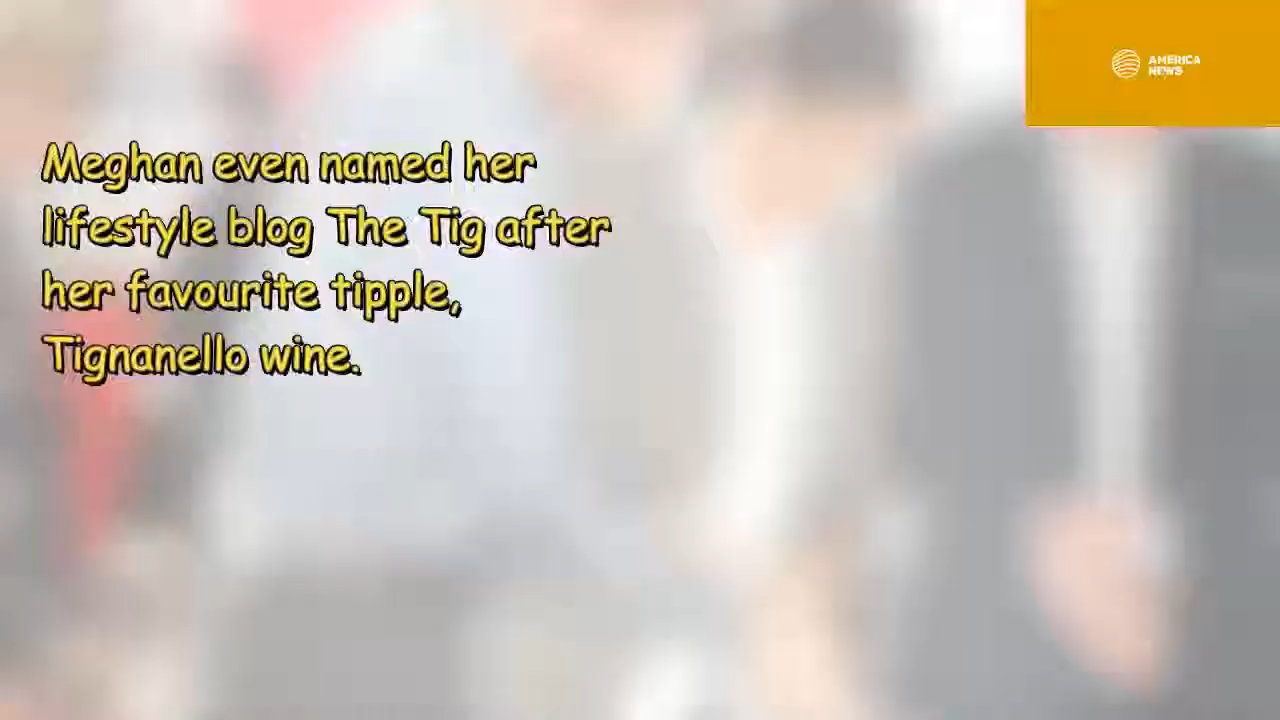 AMERICA
NEWS
Meghan even named her
lifestyle blog The Tig after
her favourite tipple,
Tignanello wine.